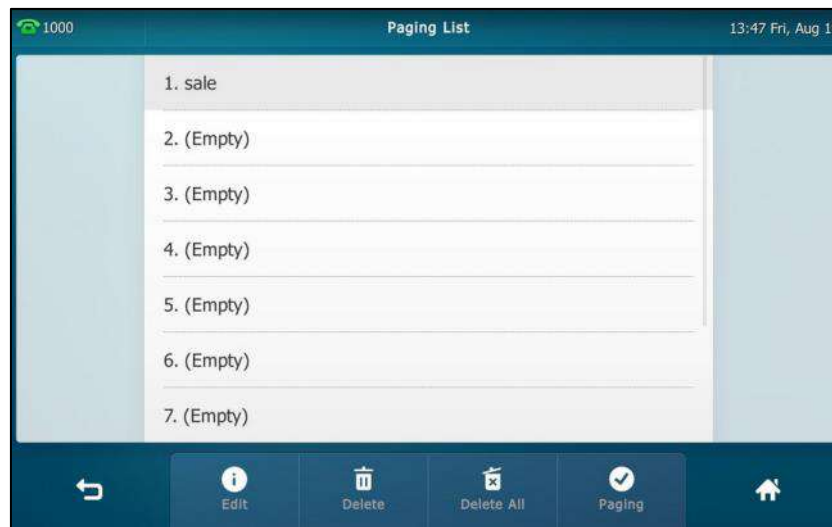 1000 Paging List 13:47 Fri, Aug 1
1. sale
2. (Empty)
3. (Empty)
4. (Empty)
5. (Empty)
6. (Empty)
7. (Empty)
Edit Delete Delete All Paging